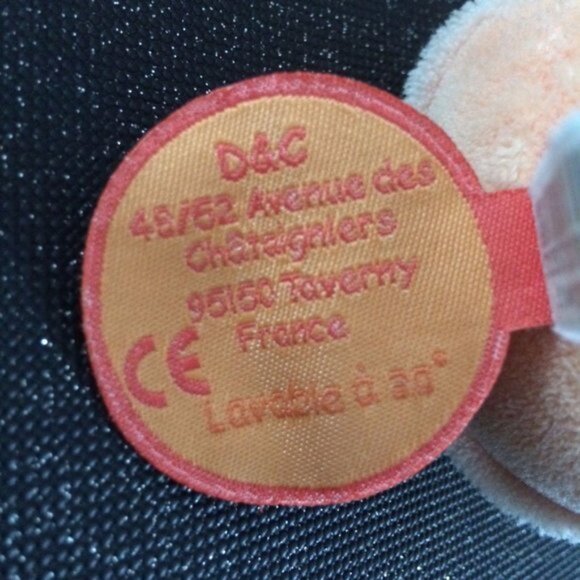 D&C
48/52 Avenue des
Châtaigniers
95150 Taverny
France
CE
Lavable à 30°